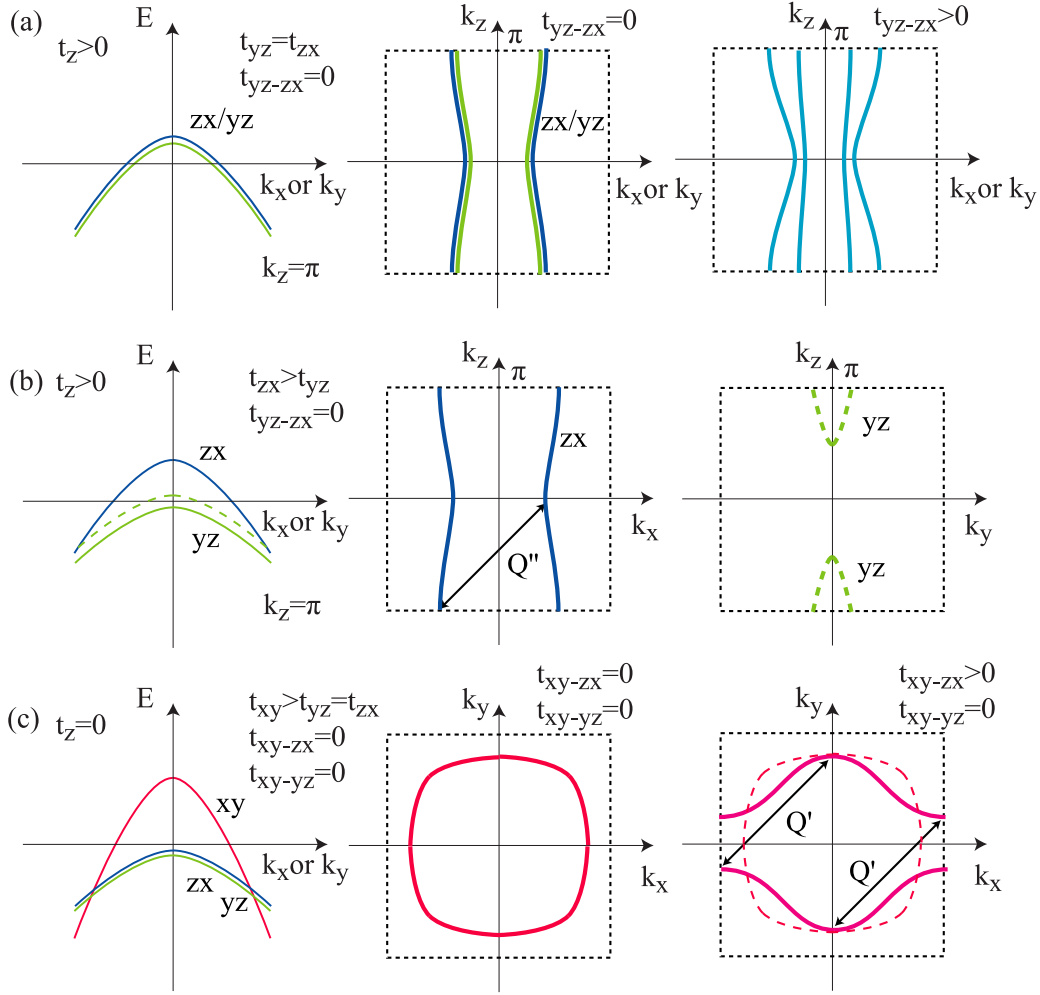 (a)
E
t_z>0
t_yz=t_zx
t_yz-zx=0
zx/yz
k_x or k_y
k_z=π
k_z
π
t_yz-zx=0
zx/yz
k_x or k_y
k_z
π
t_yz-zx>0
k_x or k_y
(b)
E
t_z>0
t_zx>t_yz
t_yz-zx=0
zx
k_x or k_y
yz
k_z=π
k_z
π
zx
k_x
Q"
k_z
π
yz
k_y
yz
(c)
E
t_z=0
t_xy>t_yz=t_zx
t_xy-zx=0
t_xy-yz=0
xy
k_x or k_y
zx
yz
t_xy-zx=0
k_y
t_xy-yz=0
k_x
t_xy-zx>0
k_y
t_xy-yz=0
Q'
Q'
k_x